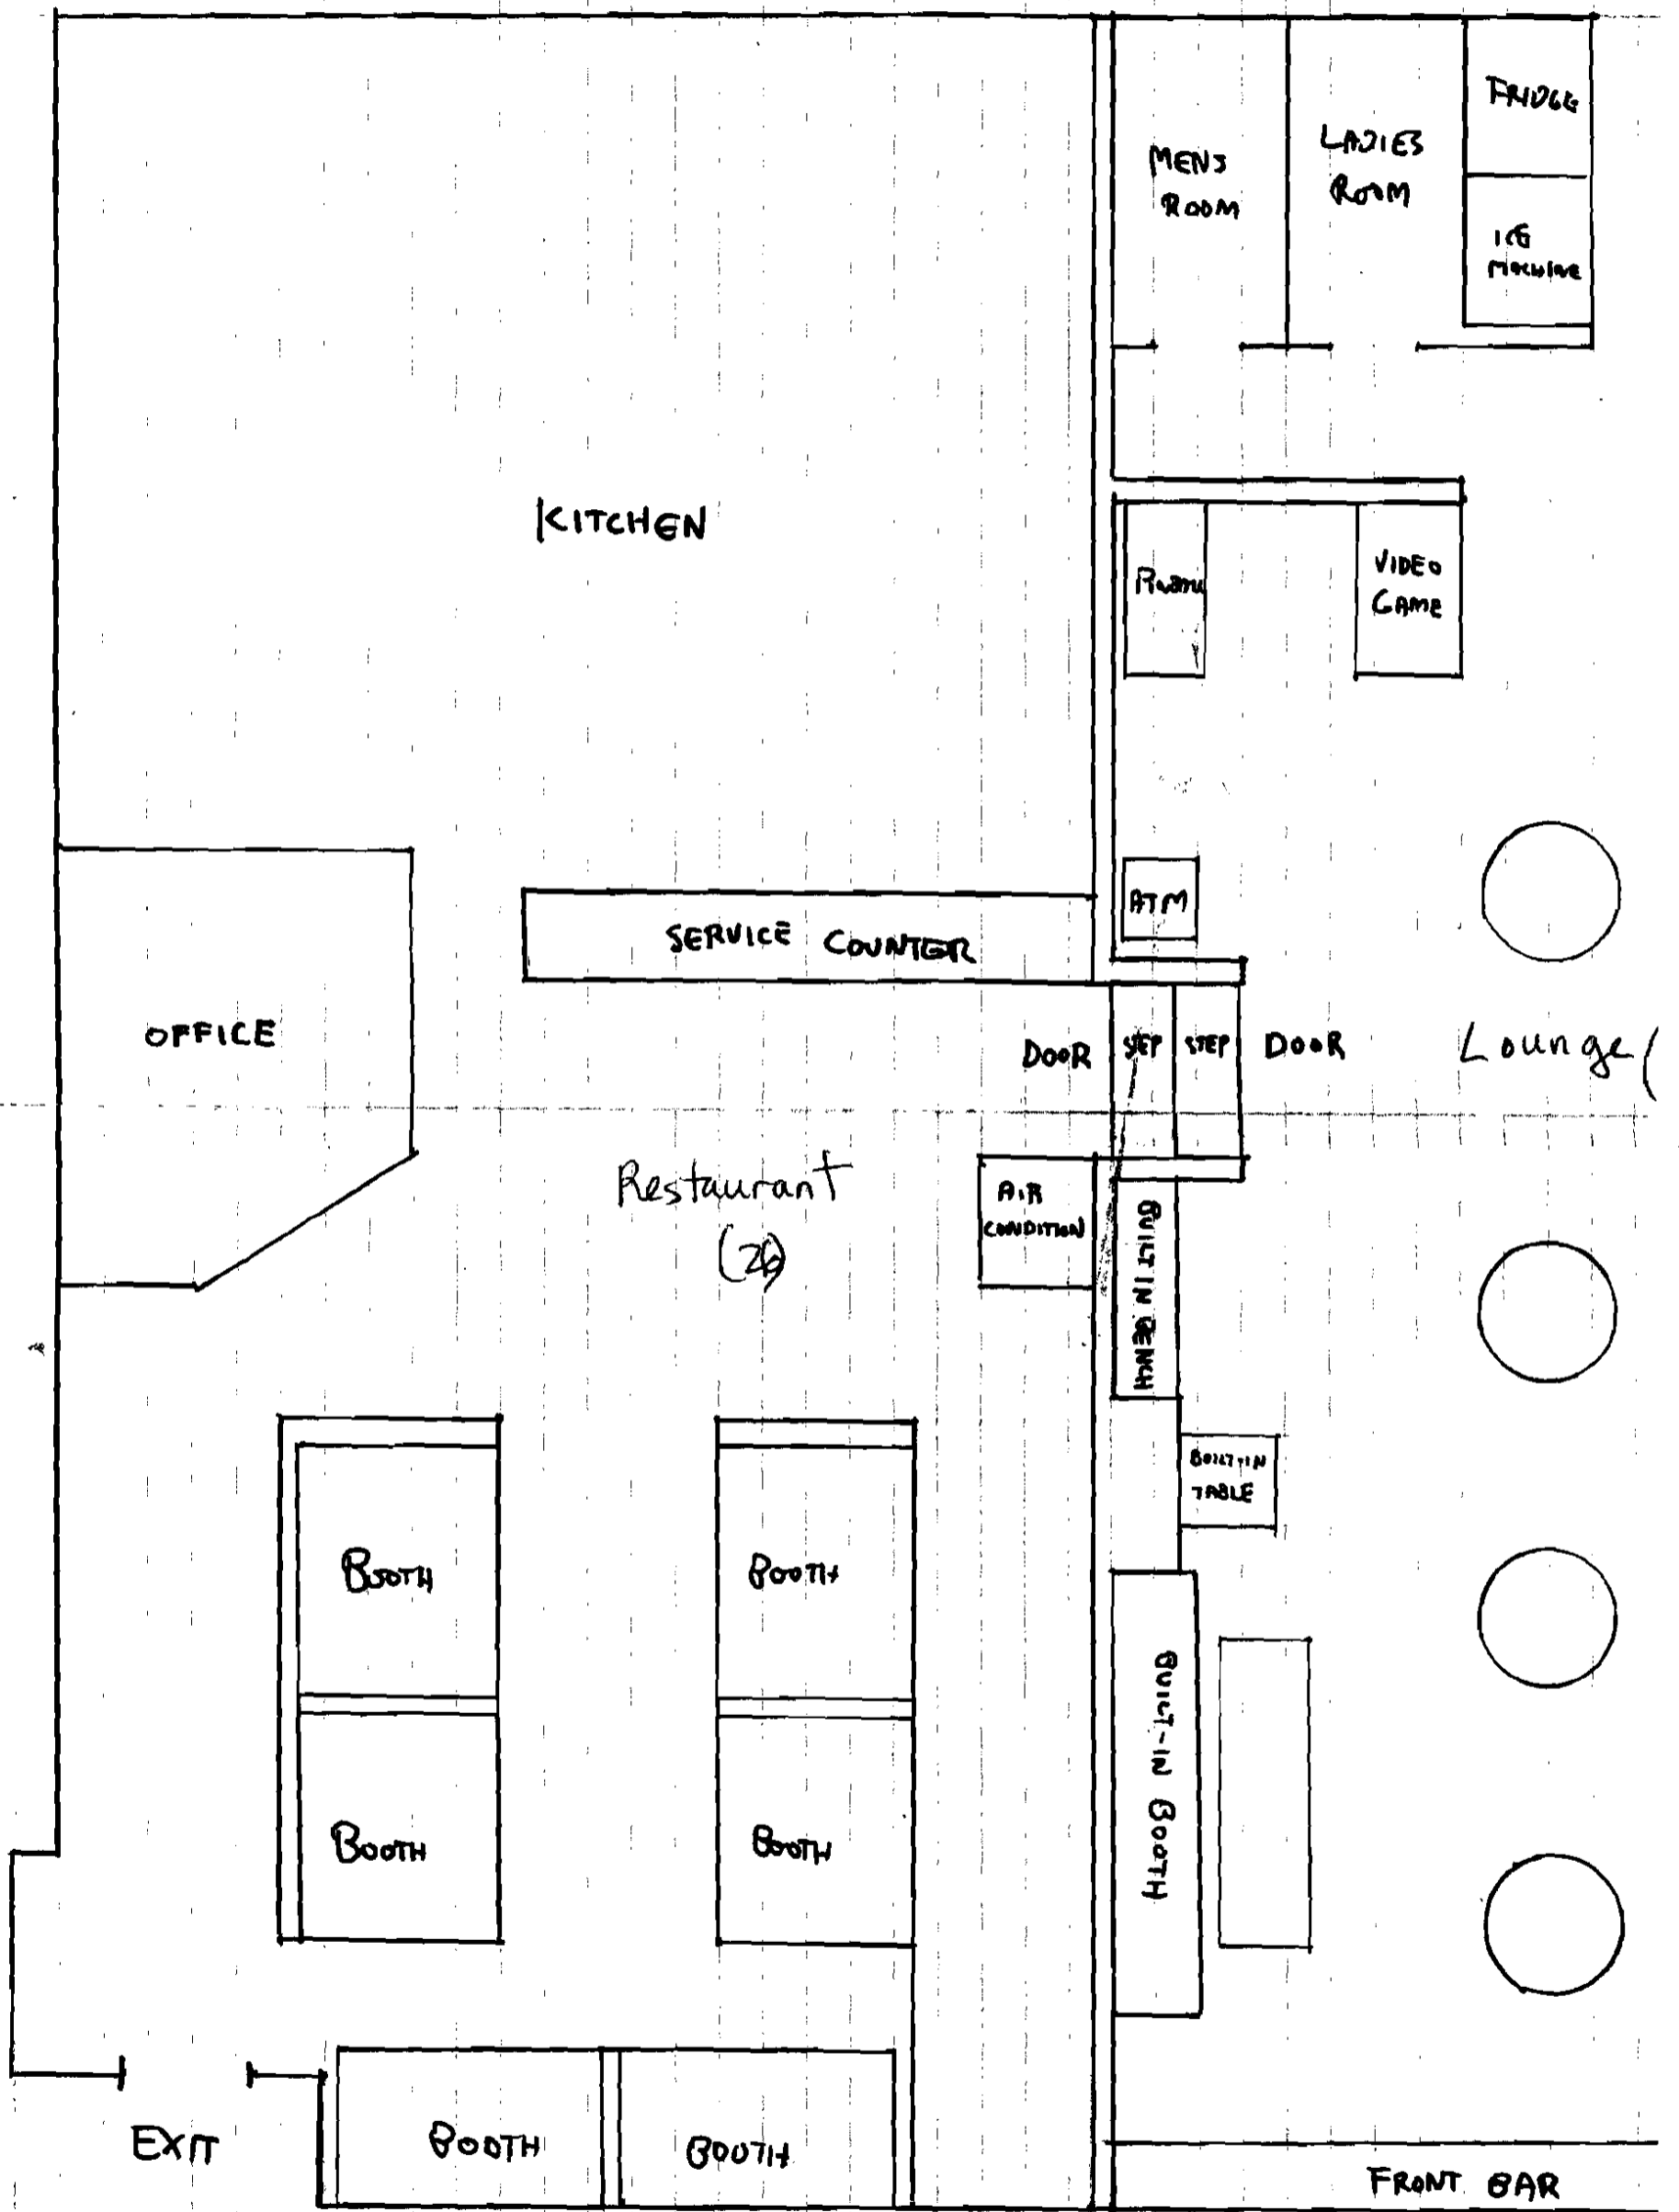 FRIDGE
LADIES
ROOM
MENS
ROOM
ICE
MACHINE
KITCHEN
VIDEO
GAME
ATM
SERVICE COUNTER
OFFICE
DOOR
STEP
STEP
DOOR
Lounge (
Restaurant
(26)
AIR
CONDITION
BUILT IN BENCH
BUILT-IN
TABLE
BOOTH
BOOTH
BUILT-IN BOOTH
BOOTH
BOOTH
EXIT
BOOTH
BOOTH
FRONT BAR